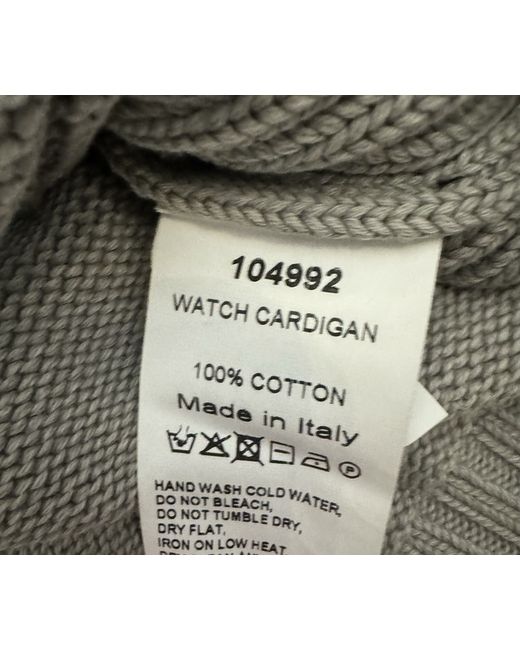 104992
WATCH CARDIGAN
100% COTTON
Made in Italy
P
HAND WASH COLD WATER,
DO NOT BLEACH,
DO NOT TUMBLE DRY,
DRY FLAT,
IRON ON LOW HEAT